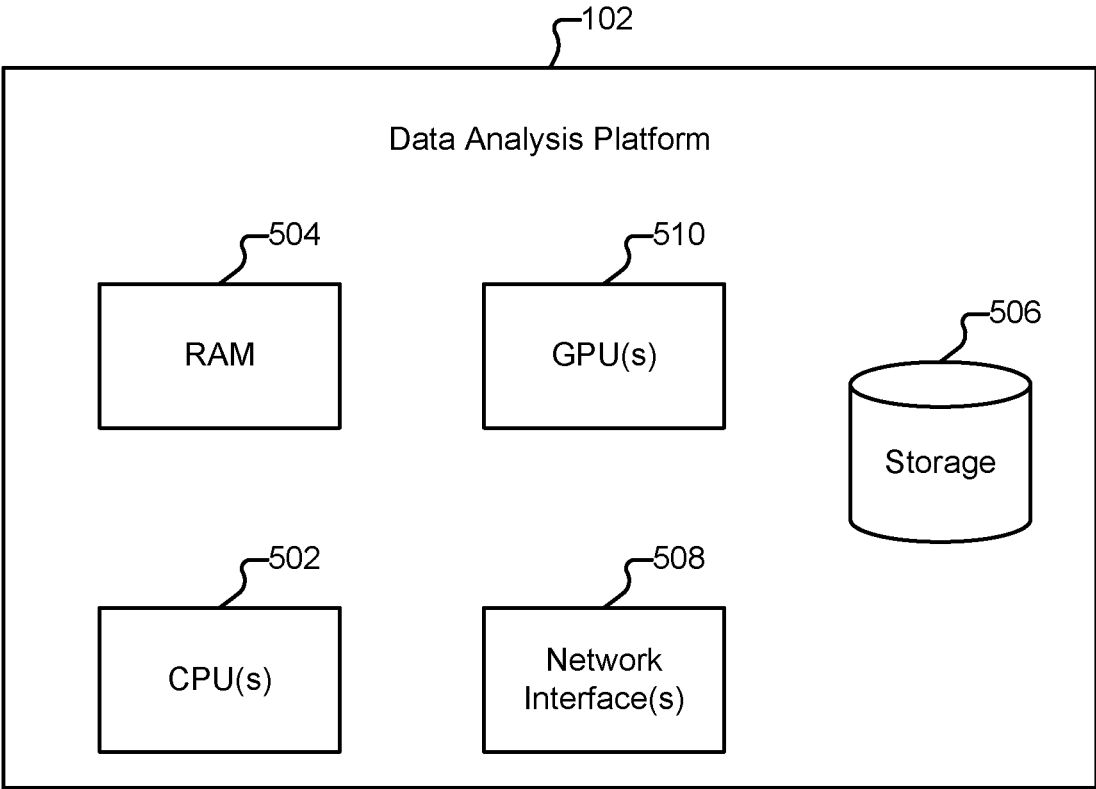 102
Data Analysis Platform
504
RAM
510
GPU(s)
506
Storage
502
CPU(s)
508
Network
Interface(s)